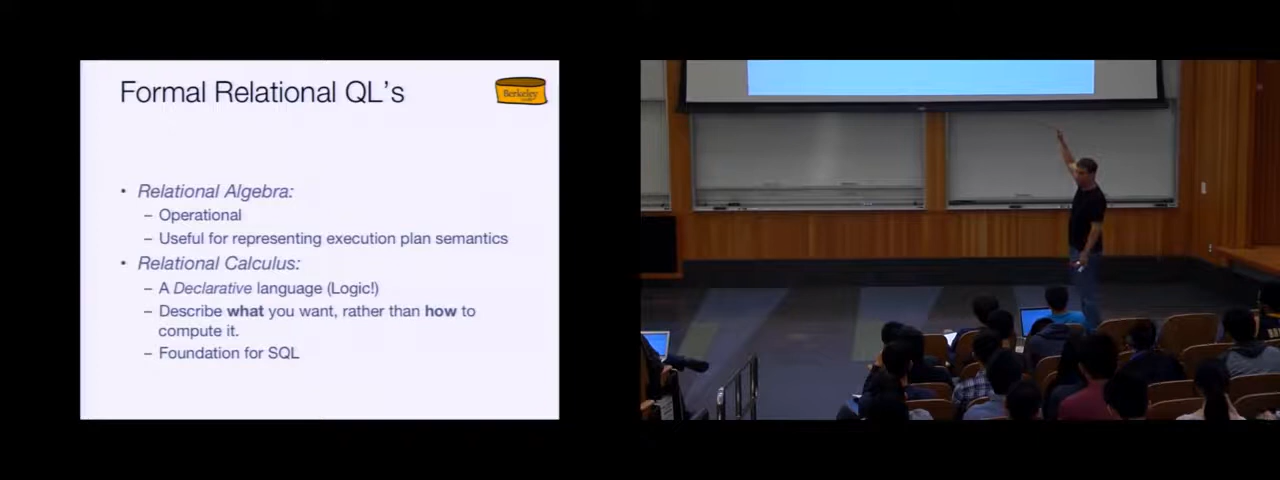 Formal Relational QL's
Berkeley
• Relational Algebra:
– Operational
– Useful for representing execution plan semantics
• Relational Calculus:
– A Declarative language (Logic!)
– Describe what you want, rather than how to
compute it.
– Foundation for SQL